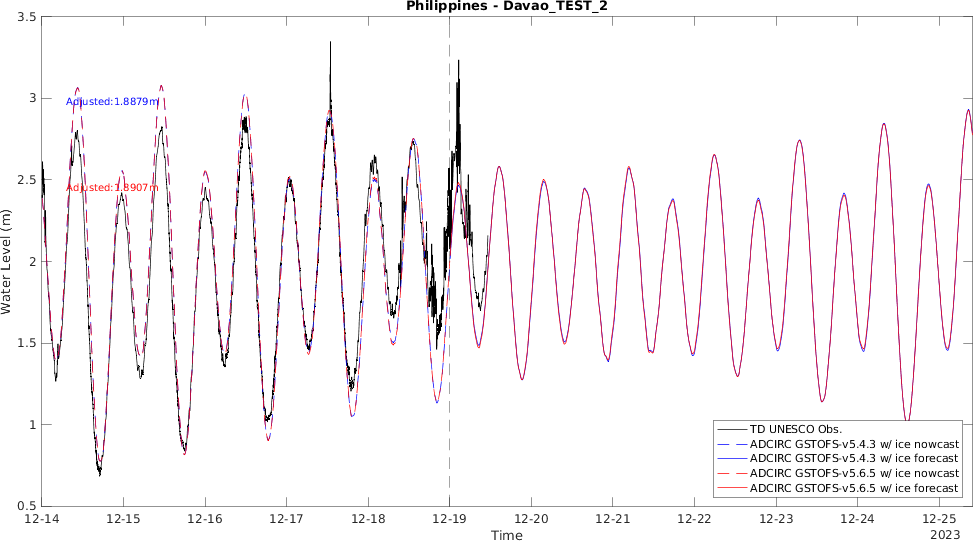 Philippines - Davao_TEST_2
3.5
3
2.5
2
1.5
1
0.5
Water Level (m)
Adjusted:1.8879m
Adjusted:1.8907m
TD UNESCO Obs.
ADCIRC GSTOFS-v5.4.3 w/ ice nowcast
ADCIRC GSTOFS-v5.4.3 w/ ice forecast
ADCIRC GSTOFS-v5.6.5 w/ ice nowcast
ADCIRC GSTOFS-v5.6.5 w/ ice forecast
12-14 12-15 12-16 12-17 12-18 12-19 12-20 12-21 12-22 12-23 12-24 12-25
Time
2023